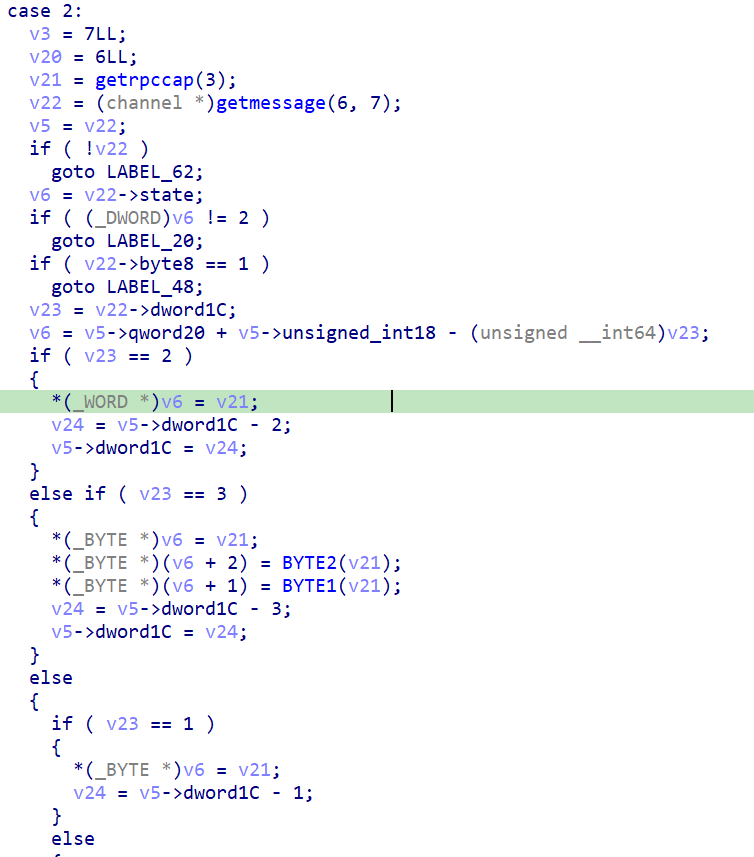 case 2:
v3 = 7LL;
v20 = 6LL;
v21 = getrpccap(3);
v22 = (channel *)getmessage(6, 7);
v5 = v22;
if ( !v22 )
goto LABEL_62;
v6 = v22->state;
if ( (_DWORD)v6 != 2 )
goto LABEL_20;
if ( v22->byte8 == 1 )
goto LABEL_48;
v23 = v22->dword1C;
v6 = v5->qword20 + v5->unsigned_int18 - (unsigned __int64)v23;
if ( v23 == 2 )
{
*(_WORD *)v6 = v21;
v24 = v5->dword1C - 2;
v5->dword1C = v24;
}
else if ( v23 == 3 )
{
*(_BYTE *)v6 = v21;
*(_BYTE *)(v6 + 2) = BYTE2(v21);
*(_BYTE *)(v6 + 1) = BYTE1(v21);
v24 = v5->dword1C - 3;
v5->dword1C = v24;
}
else
{
if ( v23 == 1 )
{
*(_BYTE *)v6 = v21;
v24 = v5->dword1C - 1;
}
else